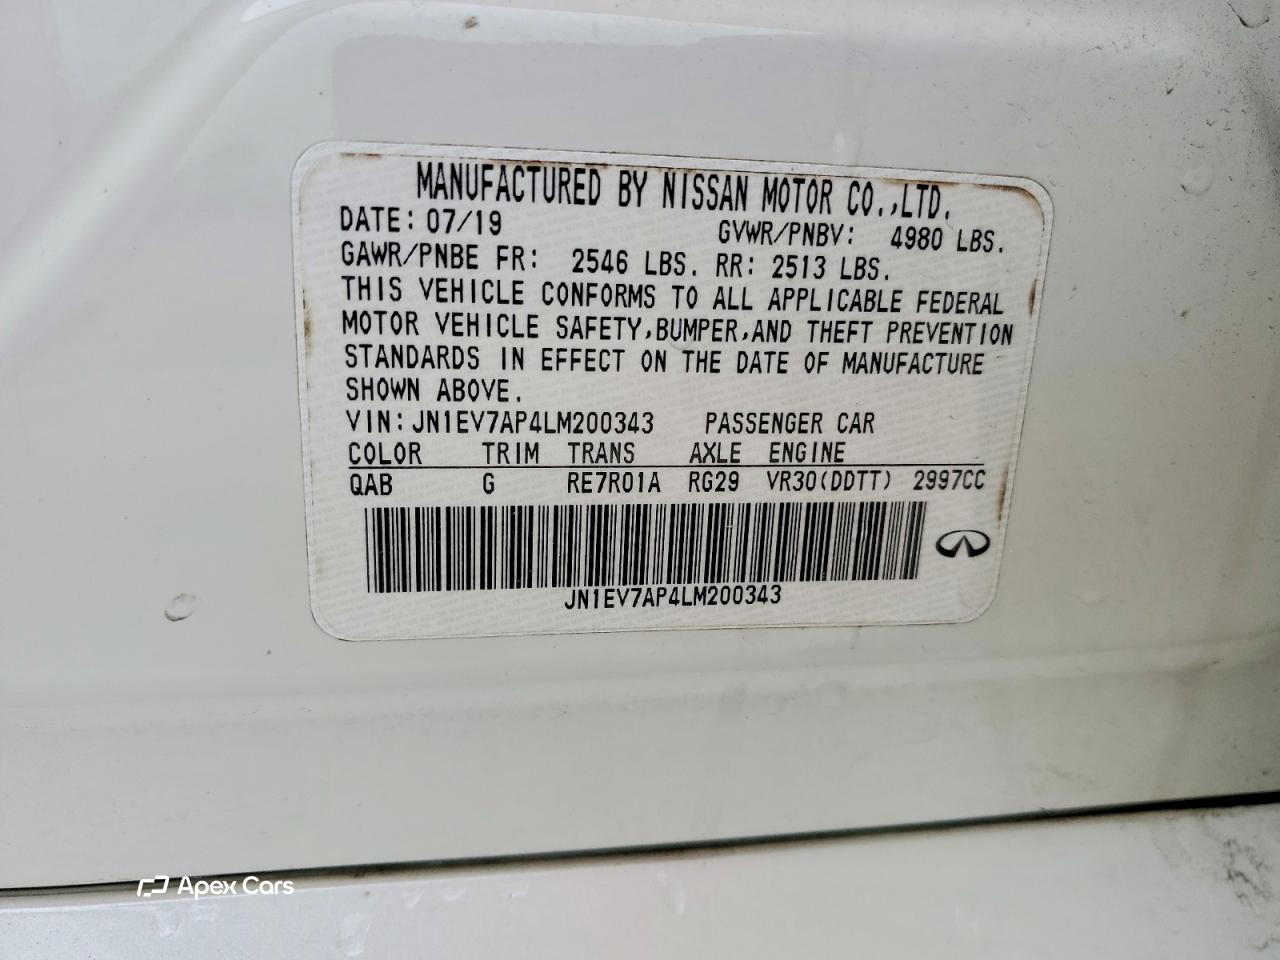 MANUFACTURED BY NISSAN MOTOR CO.,LTD.
DATE: 07/19 GVWR/PNBV: 4980 LBS.
GAWR/PNBE FR: 2546 LBS. RR: 2513 LBS.
THIS VEHICLE CONFORMS TO ALL APPLICABLE FEDERAL
MOTOR VEHICLE SAFETY,BUMPER,AND THEFT PREVENTION
STANDARDS IN EFFECT ON THE DATE OF MANUFACTURE
SHOWN ABOVE.
VIN:JN1EV7AP4LM200343 PASSENGER CAR
COLOR TRIM TRANS AXLE ENGINE
QAB G RE7R01A RG29 VR30(DDTT) 2997CC
JN1EV7AP4LM200343
Apex Cars